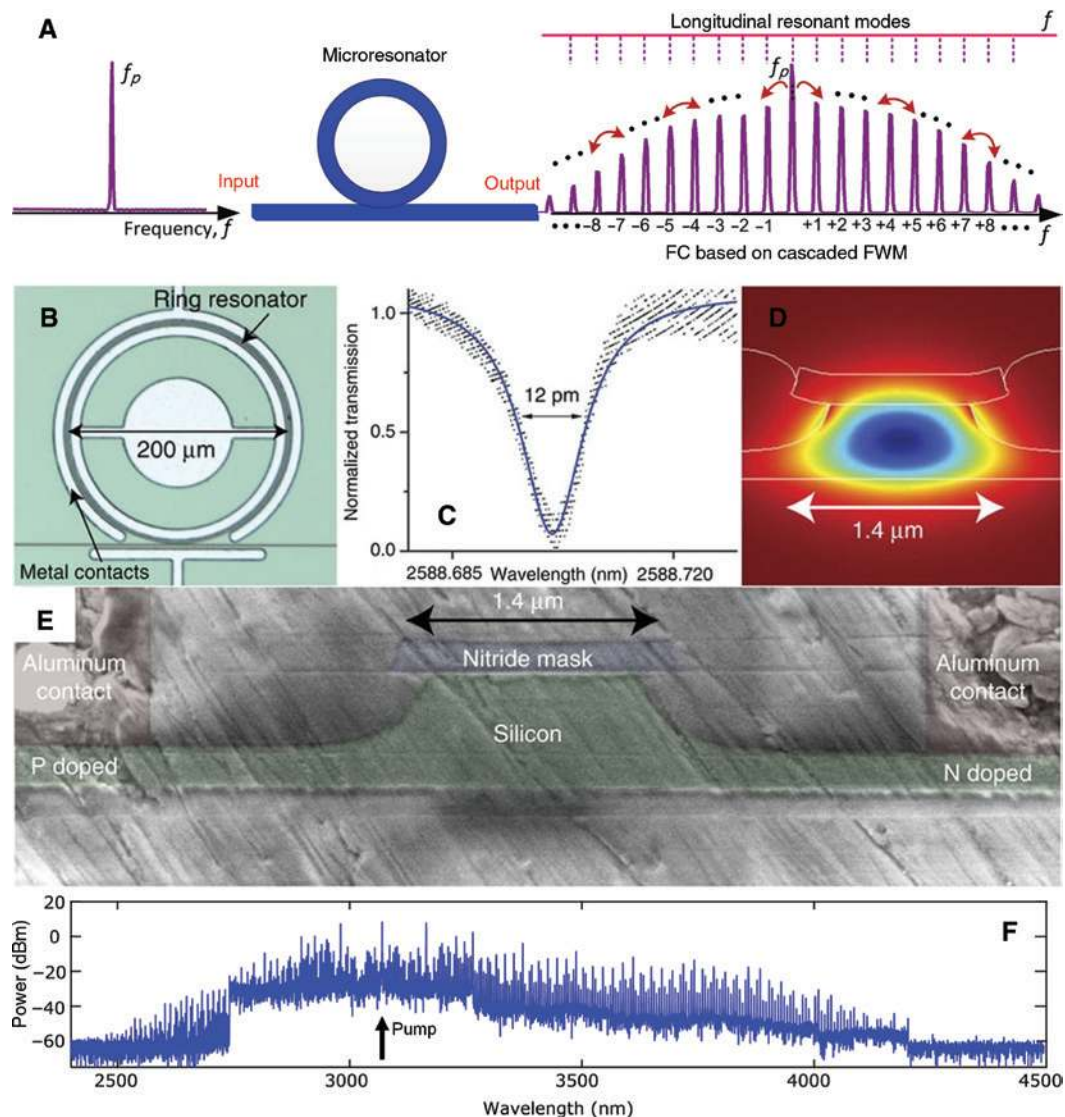 A
Longitudinal resonant modes
f
f_p
Microresonator
f_p
Input
Output
Frequency, f
−8 −7 −6 −5 −4 −3 −2 −1 +1 +2 +3 +4 +5 +6 +7 +8
f
FC based on cascaded FWM
B
Ring resonator
200 µm
Metal contacts
Normalized transmission
1.0
0.5
0.0
12 pm
C
2588.685 Wavelength (nm) 2588.720
D
1.4 µm
E
1.4 µm
Nitride mask
Aluminum
contact
Aluminum
contact
Silicon
P doped
N doped
F
Power (dBm)
20
0
−20
−40
−60
Pump
2500 3000 3500 4000 4500
Wavelength (nm)